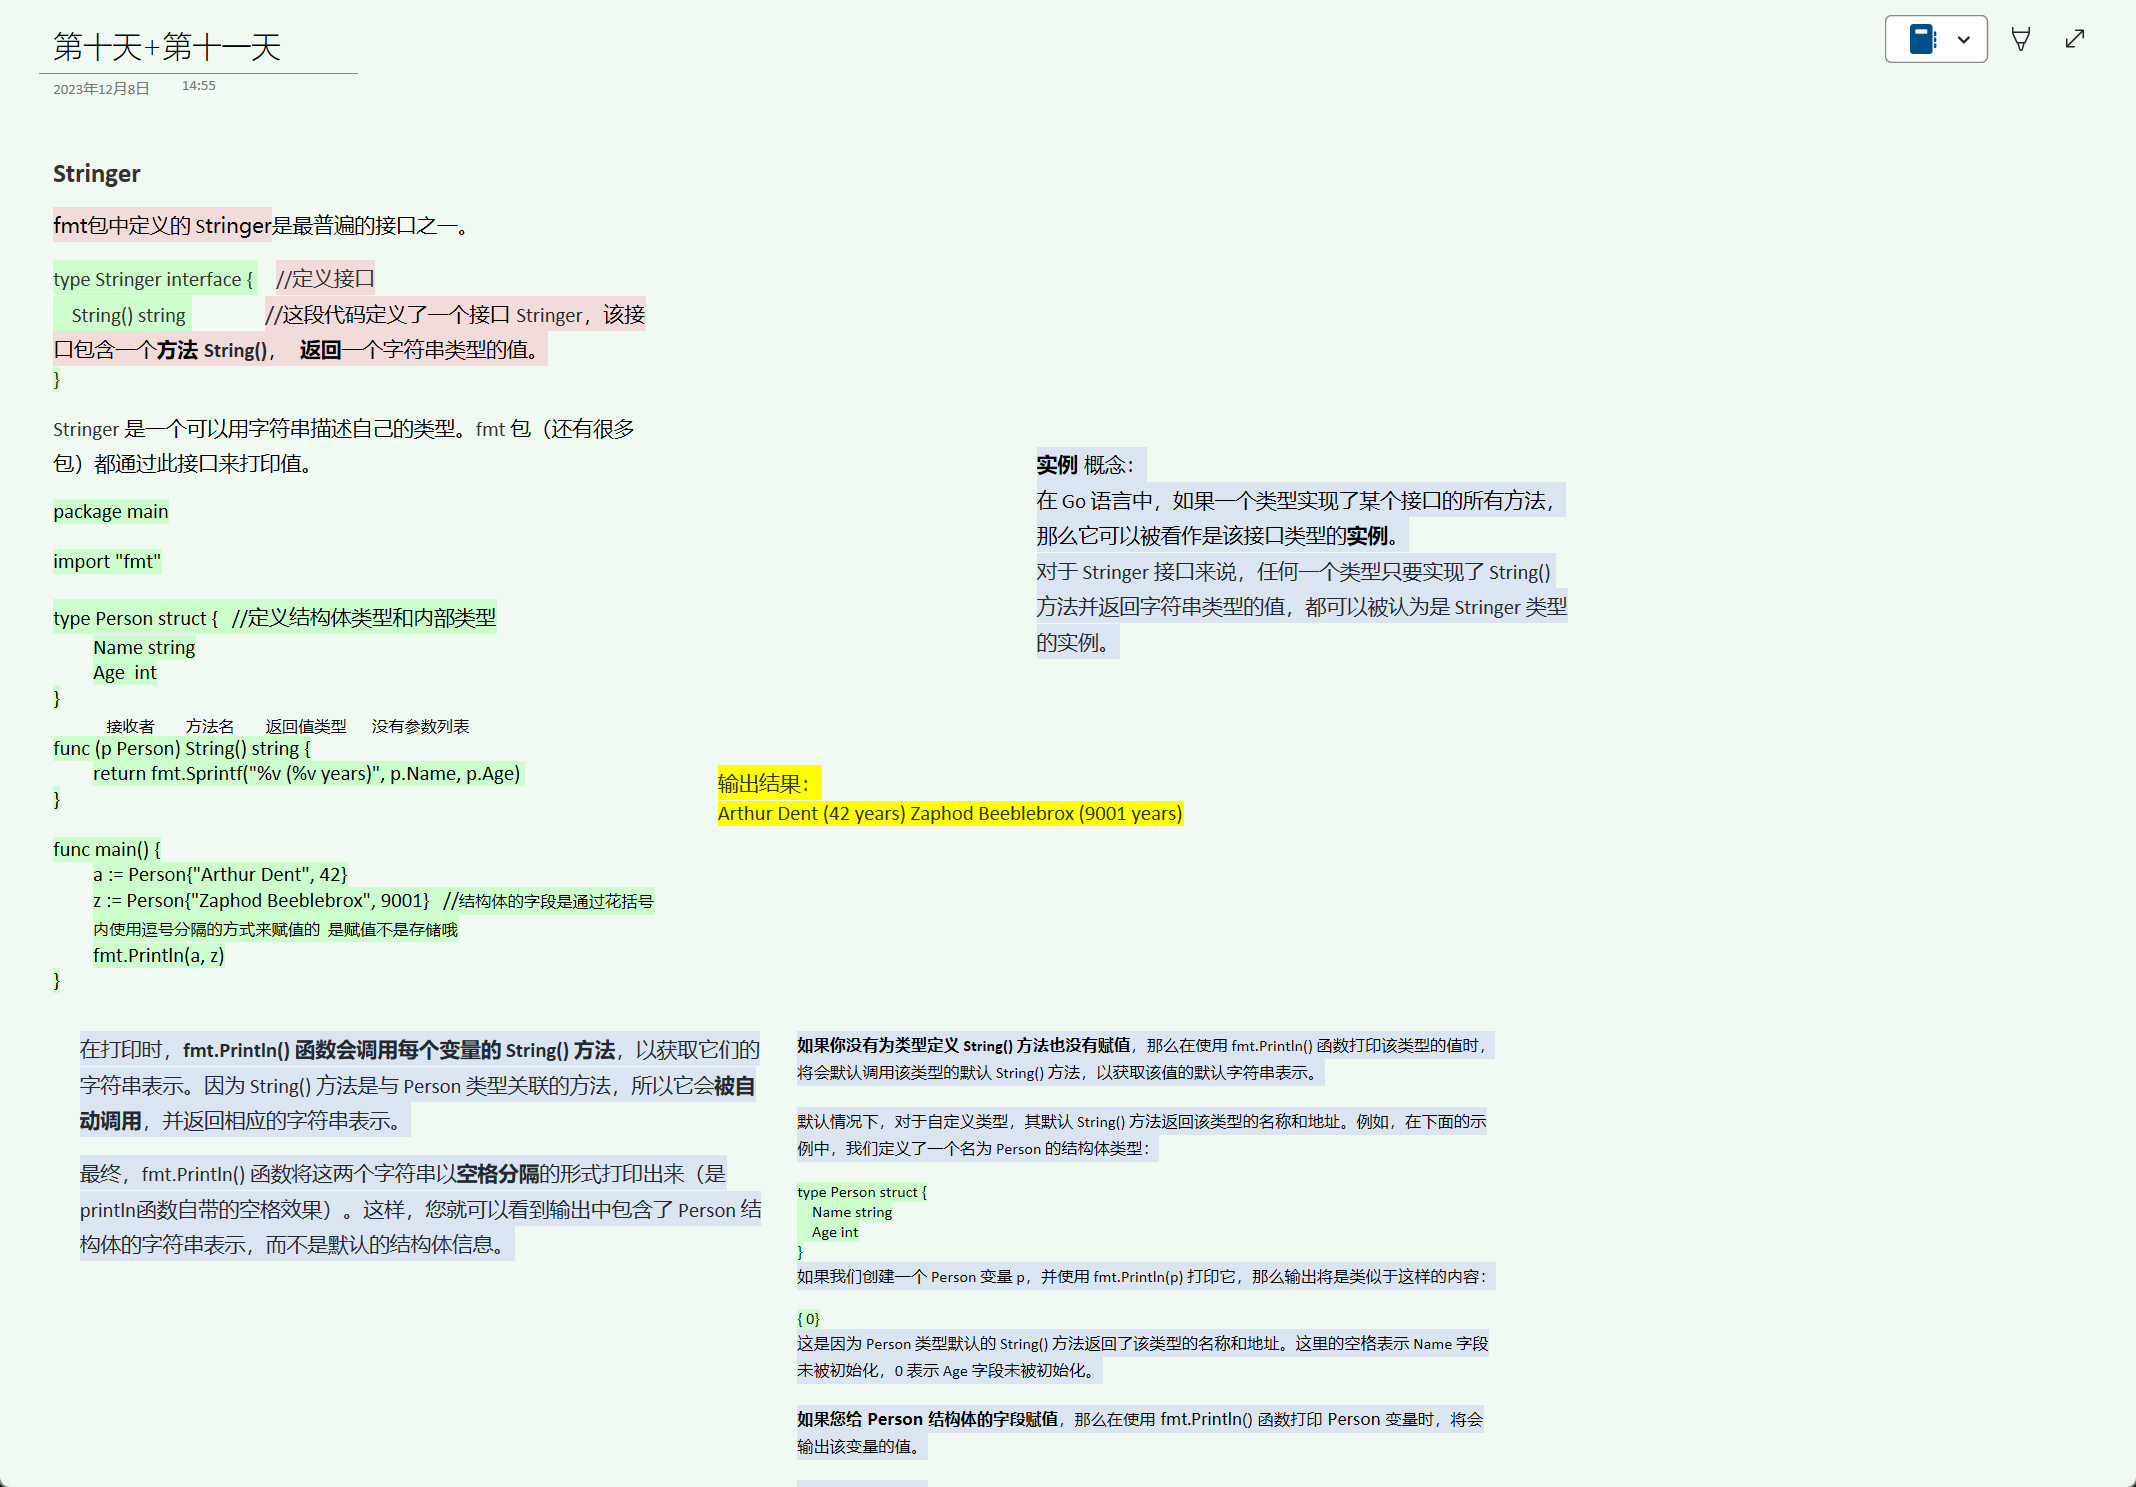 第十天+第十一天
2023年12月8日 14:55
Stringer
fmt包中定义的 Stringer是最普遍的接口之一。
type Stringer interface { //定义接口
String() string //这段代码定义了一个接口 Stringer，该接
口包含一个方法 String()， 返回一个字符串类型的值。
}
Stringer 是一个可以用字符串描述自己的类型。fmt 包（还有很多
包）都通过此接口来打印值。
package main
import "fmt"
type Person struct { //定义结构体类型和内部类型
Name string
Age int
}
接收者 方法名 返回值类型 没有参数列表
func (p Person) String() string {
return fmt.Sprintf("%v (%v years)", p.Name, p.Age)
}
func main() {
a := Person{"Arthur Dent", 42}
z := Person{"Zaphod Beeblebrox", 9001} //结构体的字段是通过花括号
内使用逗号分隔的方式来赋值的 是赋值不是存储哦
fmt.Println(a, z)
}
实例 概念：
在 Go 语言中，如果一个类型实现了某个接口的所有方法，
那么它可以被看作是该接口类型的实例。
对于 Stringer 接口来说，任何一个类型只要实现了 String()
方法并返回字符串类型的值，都可以被认为是 Stringer 类型
的实例。
输出结果：
Arthur Dent (42 years) Zaphod Beeblebrox (9001 years)
在打印时，fmt.Println() 函数会调用每个变量的 String() 方法，以获取它们的
字符串表示。因为 String() 方法是与 Person 类型关联的方法，所以它会被自
动调用，并返回相应的字符串表示。
最终，fmt.Println() 函数将这两个字符串以空格分隔的形式打印出来（是
println函数自带的空格效果）。这样，您就可以看到输出中包含了 Person 结
构体的字符串表示，而不是默认的结构体信息。
如果你没有为类型定义 String() 方法也没有赋值，那么在使用 fmt.Println() 函数打印该类型的值时，
将会默认调用该类型的默认 String() 方法，以获取该值的默认字符串表示。
默认情况下，对于自定义类型，其默认 String() 方法返回该类型的名称和地址。例如，在下面的示
例中，我们定义了一个名为 Person 的结构体类型：
type Person struct {
Name string
Age int
}
如果我们创建一个 Person 变量 p，并使用 fmt.Println(p) 打印它，那么输出将是类似于这样的内容：
{ 0}
这是因为 Person 类型默认的 String() 方法返回了该类型的名称和地址。这里的空格表示 Name 字段
未被初始化，0 表示 Age 字段未被初始化。
如果您给 Person 结构体的字段赋值，那么在使用 fmt.Println() 函数打印 Person 变量时，将会
输出该变量的值。